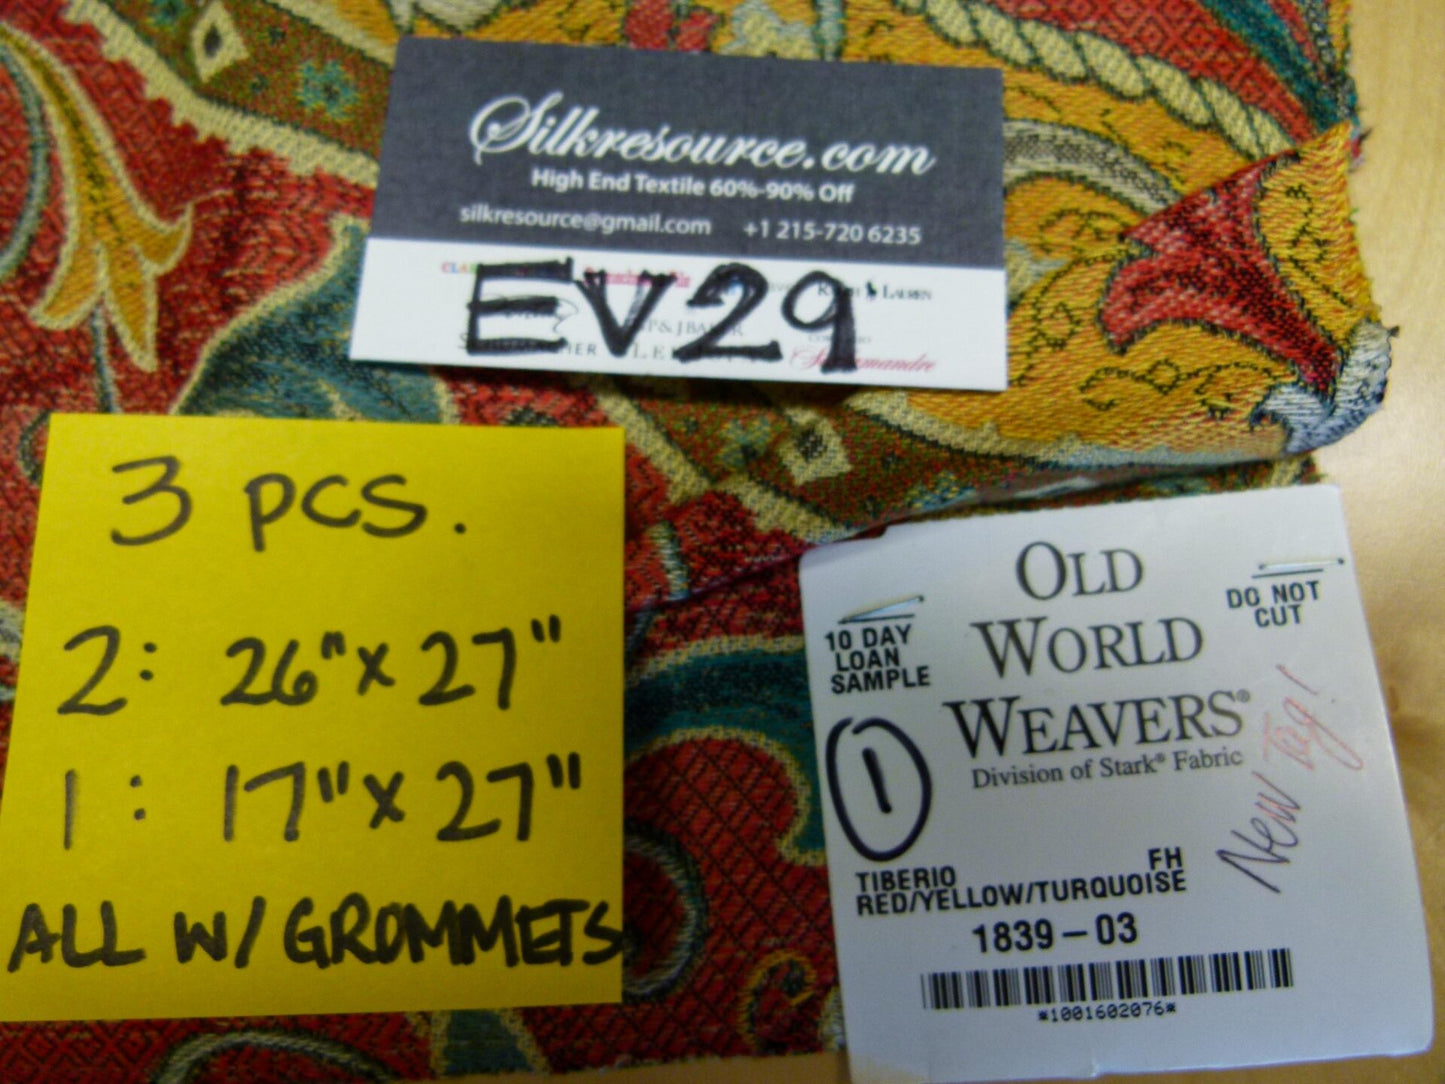 Silkresource.com
High End Textile 60%-90% Off
silkresource@gmail.com +1 215-720 6235
EV29
LAUREN
3 PCS.
2: 26" x 27"
1: 17" x 27"
ALL W/ GROMMETS
OLD
WORLD
WEAVERS®
Division of Stark® Fabric
10 DAY
LOAN
SAMPLE
DO NOT
CUT
1
New Tag!
FH
TIBERIO
RED/YELLOW/TURQUOISE
1839-03
*1001602076*